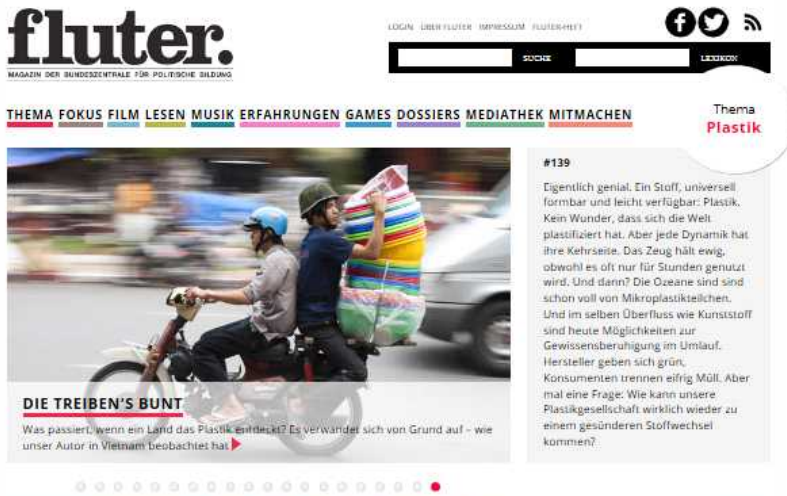 fluter.
MAGAZIN DER BUNDESZENTRALE FÜR POLITISCHE BILDUNG
LOGIN ÜBER FLUTER IMPRESSUM FLUTER-HEFT
SUCHE LEXIKON
THEMA FOKUS FILM LESEN MUSIK ERFAHRUNGEN GAMES DOSSIERS MEDIATHEK MITMACHEN
Thema
Plastik
DIE TREIBEN'S BUNT
Was passiert, wenn ein Land das Plastik entdeckt? Es verwandet sich von Grund auf – wie
unser Autor in Vietnam beobachtet hat
#139
Eigentlich genial. Ein Stoff, universell
formbar und leicht verfügbar: Plastik.
Kein Wunder, dass sich die Welt
plastifiziert hat. Aber jede Dynamik hat
ihre Kehrseite. Das Zeug hält ewig,
obwohl es oft nur für Stunden genutzt
wird. Und dann? Die Ozeane sind sind
schon voll von Mikroplastikteilchen.
Und im selben Überfluss wie Kunststoff
sind heute Möglichkeiten zur
Gewissensberuhigung im Umlauf.
Hersteller geben sich grün,
Konsumenten trennen eifrig Müll. Aber
mal eine Frage: Wie kann unsere
Plastikgesellschaft wirklich wieder zu
einem gesünderen Stoffwechsel
kommen?